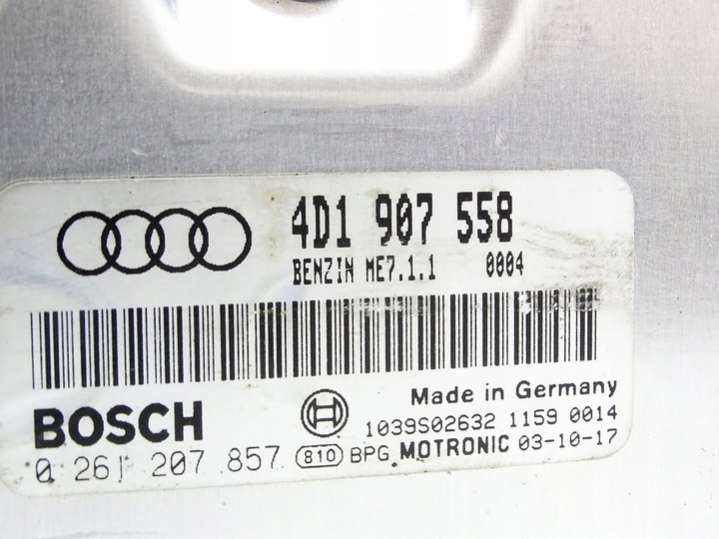 4D1 907 558
BENZIN ME7.1.1 0004
Made in Germany
BOSCH
1039S02632 1159 0014
0 261 207 857 810 BPG MOTRONIC 03-10-17